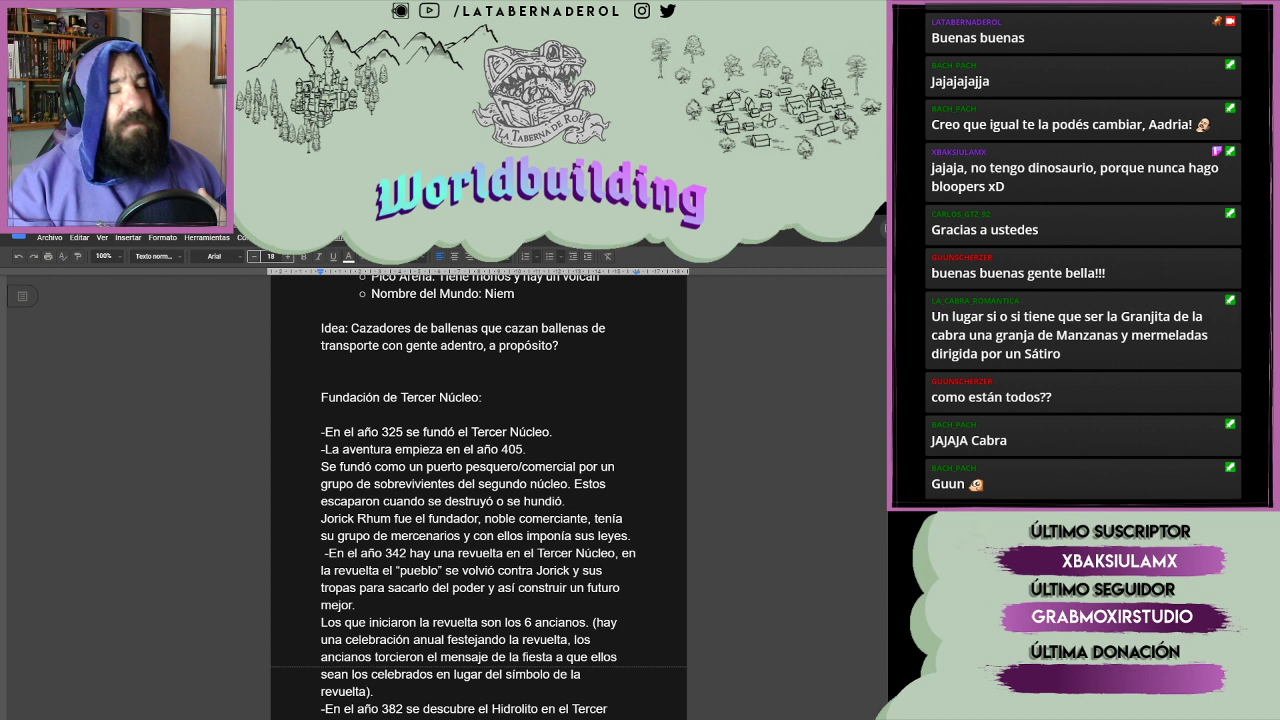 /LATABERNADEROL
LA TABERNA DE ROL
Worldbuilding
Archivo Editar Ver Insertar Formato Herramientas
100% Texto norm... Arial 18
Pico Arena: Tiene monos y hay un volcan
Nombre del Mundo: Niem
Idea: Cazadores de ballenas que cazan ballenas de
transporte con gente adentro, a propósito?
Fundación de Tercer Núcleo:
-En el año 325 se fundó el Tercer Núcleo.
-La aventura empieza en el año 405.
Se fundó como un puerto pesquero/comercial por un
grupo de sobrevivientes del segundo núcleo. Estos
escaparon cuando se destruyó o se hundió.
Jorick Rhum fue el fundador, noble comerciante, tenía
su grupo de mercenarios y con ellos imponía sus leyes.
-En el año 342 hay una revuelta en el Tercer Núcleo, en
la revuelta el “pueblo” se volvió contra Jorick y sus
tropas para sacarlo del poder y así construir un futuro
mejor.
Los que iniciaron la revuelta son los 6 ancianos. (hay
una celebración anual festejando la revuelta, los
ancianos torcieron el mensaje de la fiesta a que ellos
sean los celebrados en lugar del símbolo de la
revuelta).
-En el año 382 se descubre el Hidrolito en el Tercer
LATABERNADEROL
Buenas buenas
BACH_PACH
Jajajajajja
BACH_PACH
Creo que igual te la podés cambiar, Aadria!
XBAKSIULAMX
jajaja, no tengo dinosaurio, porque nunca hago
bloopers xD
CARLOS_GTZ_92
Gracias a ustedes
GUUNSCHERZER
buenas buenas gente bella!!!
LA_CABRA_ROMANTICA
Un lugar si o si tiene que ser la Granjita de la
cabra una granja de Manzanas y mermeladas
dirigida por un Sátiro
GUUNSCHERZER
como están todos??
BACH_PACH
JAJAJA Cabra
BACH_PACH
Guun
ÚLTIMO SUSCRIPTOR
XBAKSIULAMX
ÚLTIMO SEGUIDOR
GRABMOXIRSTUDIO
ÚLTIMA DONACIÓN